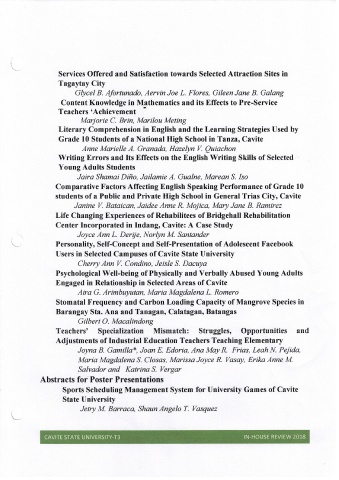 Services Offered and Satisfaction towards Selected Attraction Sites in
Tagaytay City
Glycel B. Afortunado, Aervin Joe L. Flores, Gileen Jane B. Galang
Content Knowledge in Mathematics and its Effects to Pre-Service
Teachers 'Achievement
Marjorie C. Brin, Marilou Meting
Literary Comprehension in English and the Learning Strategies Used by
Grade 10 Students of a National High School in Tanza, Cavite
Anne Marielle A. Granada, Hazelyn V. Quiachon
Writing Errors and Its Effects on the English Writing Skills of Selected
Young Adults Students
Jaira Shamai Diño, Jailamie A. Gualne, Marean S. Iso
Comparative Factors Affecting English Speaking Performance of Grade 10
students of a Public and Private High School in General Trias City, Cavite
Janine V. Bataican, Jaidee Anne R. Mojica, Mary Jane B. Ramirez
Life Changing Experiences of Rehabilitees of Bridgehall Rehabilitation
Center Incorporated in Indang, Cavite: A Case Study
Joyce Ann L. Derije, Norlyn M. Santander
Personality, Self-Concept and Self-Presentation of Adolescent Facebook
Users in Selected Campuses of Cavite State University
Cherry Ann V. Condino, Jeisle S. Dacuya
Psychological Well-being of Physically and Verbally Abused Young Adults
Engaged in Relationship in Selected Areas of Cavite
Aira G. Arimbuyutan, Maria Magdalena L. Romero
Stomatal Frequency and Carbon Loading Capacity of Mangrove Species in
Barangay Sta. Ana and Tanagan, Calatagan, Batangas
Gilbert O. Macalindong
Teachers' Specialization Mismatch: Struggles, Opportunities and
Adjustments of Industrial Education Teachers Teaching Elementary
Joyna B. Gamilla*, Joan E. Edoria, Ana May R. Frias, Leah N. Pejida,
Maria Magdalena S. Closas, Marissa Joyce R. Vasay, Erika Anne M.
Salvador and Katrina S. Vergar
Abstracts for Poster Presentations
Sports Scheduling Management System for University Games of Cavite
State University
Jetry M. Barraca, Shaun Angelo T. Vasquez
CAVITE STATE UNIVERSITY-T3 IN-HOUSE REVIEW 2018